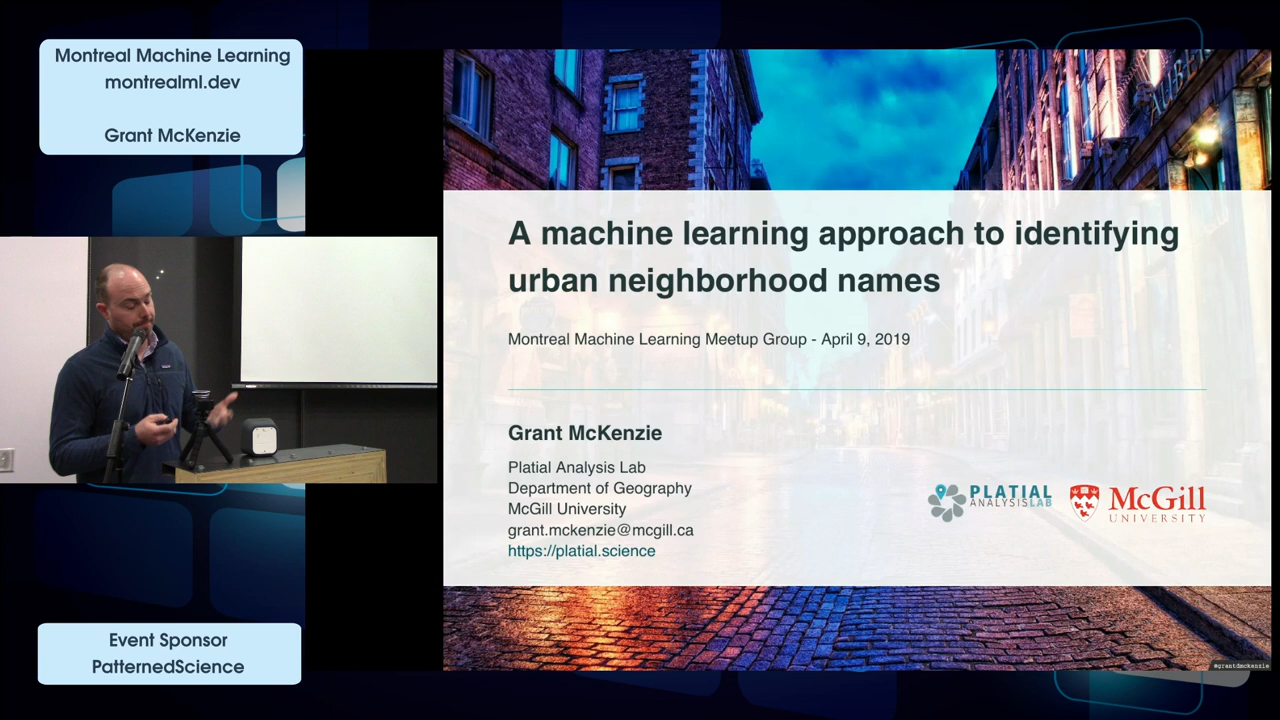 Montreal Machine Learning
montrealml.dev
Grant McKenzie
A machine learning approach to identifying
urban neighborhood names
Montreal Machine Learning Meetup Group - April 9, 2019
Grant McKenzie
Platial Analysis Lab
Department of Geography
McGill University
grant.mckenzie@mcgill.ca
https://platial.science
PLATIAL
ANALYSISLAB
McGill
UNIVERSITY
@grantdmckenzie
Event Sponsor
PatternedScience